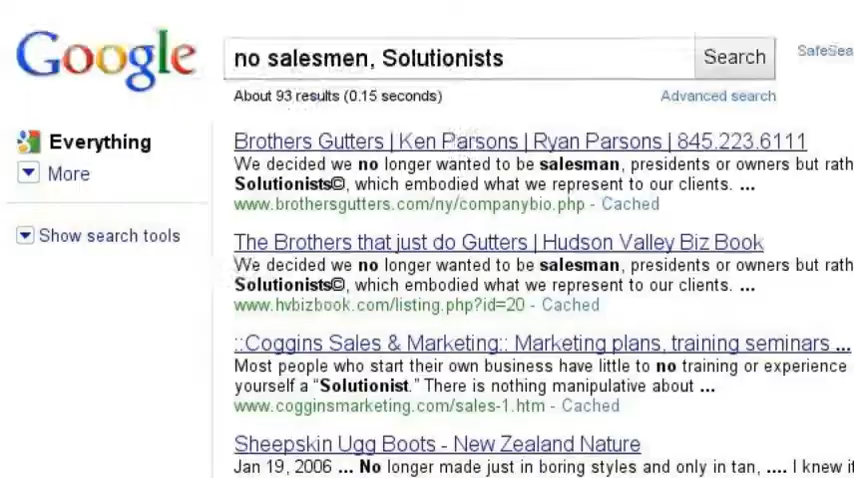 Google
no salesmen, Solutionists
Search
SafeSea
About 93 results (0.15 seconds)
Advanced search
Everything
More
Show search tools
Brothers Gutters | Ken Parsons | Ryan Parsons | 845.223.6111
We decided we no longer wanted to be salesman, presidents or owners but rath
Solutionists©, which embodied what we represent to our clients. ...
www.brothersgutters.com/ny/companybio.php - Cached
The Brothers that just do Gutters | Hudson Valley Biz Book
We decided we no longer wanted to be salesman, presidents or owners but rath
Solutionists©, which embodied what we represent to our clients. ...
www.hvbizbook.com/listing.php?id=20 - Cached
::Coggins Sales & Marketing:: Marketing plans, training seminars ...
Most people who start their own business have little to no training or experience
yourself a “Solutionist.” There is nothing manipulative about ...
www.cogginsmarketing.com/sales-1.htm - Cached
Sheepskin Ugg Boots - New Zealand Nature
Jan 19, 2006 ... No longer made just in boring styles and only in tan, .... I knew if